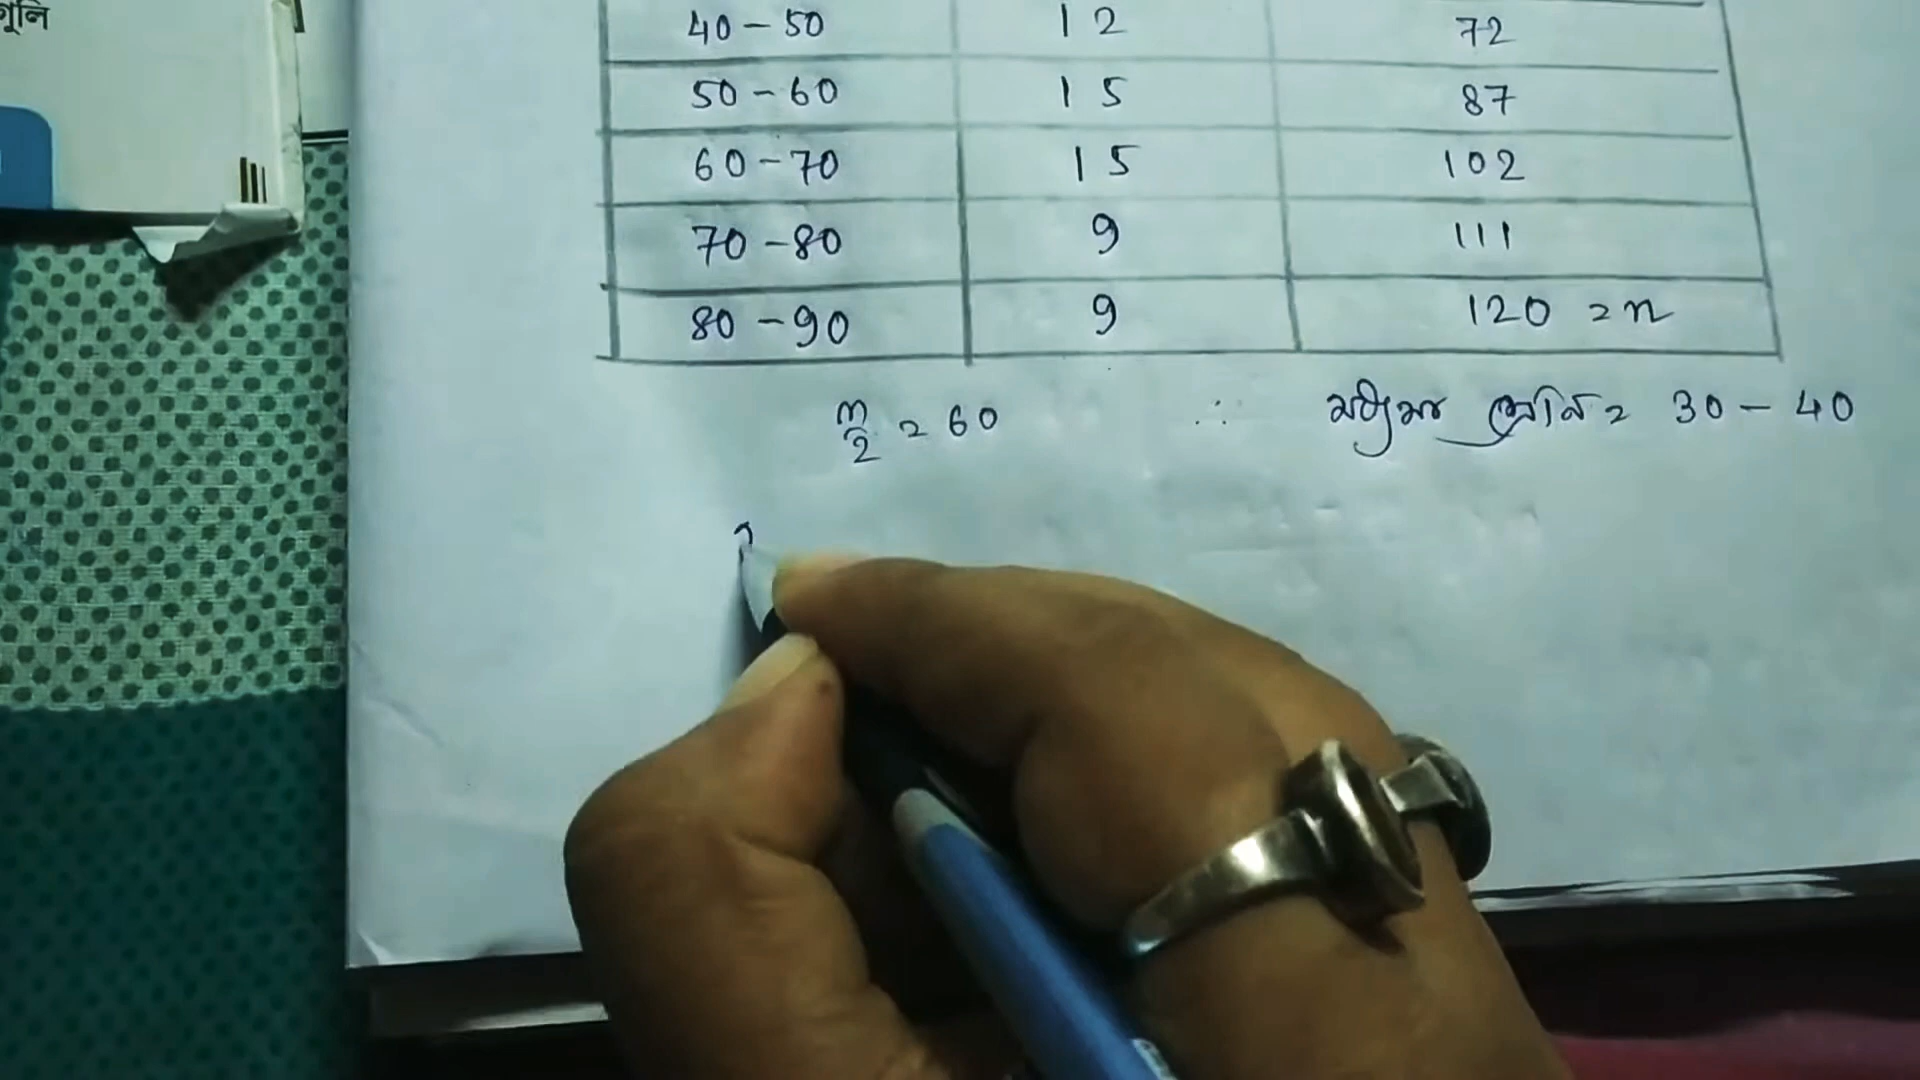 গুলি
40 - 50 12 72
50 - 60 15 87
60 - 70 15 102
70 - 80 9 111
80 - 90 9 120 = n
n/2 = 60 ∴ মধ্যমা শ্রেণি = 30 - 40